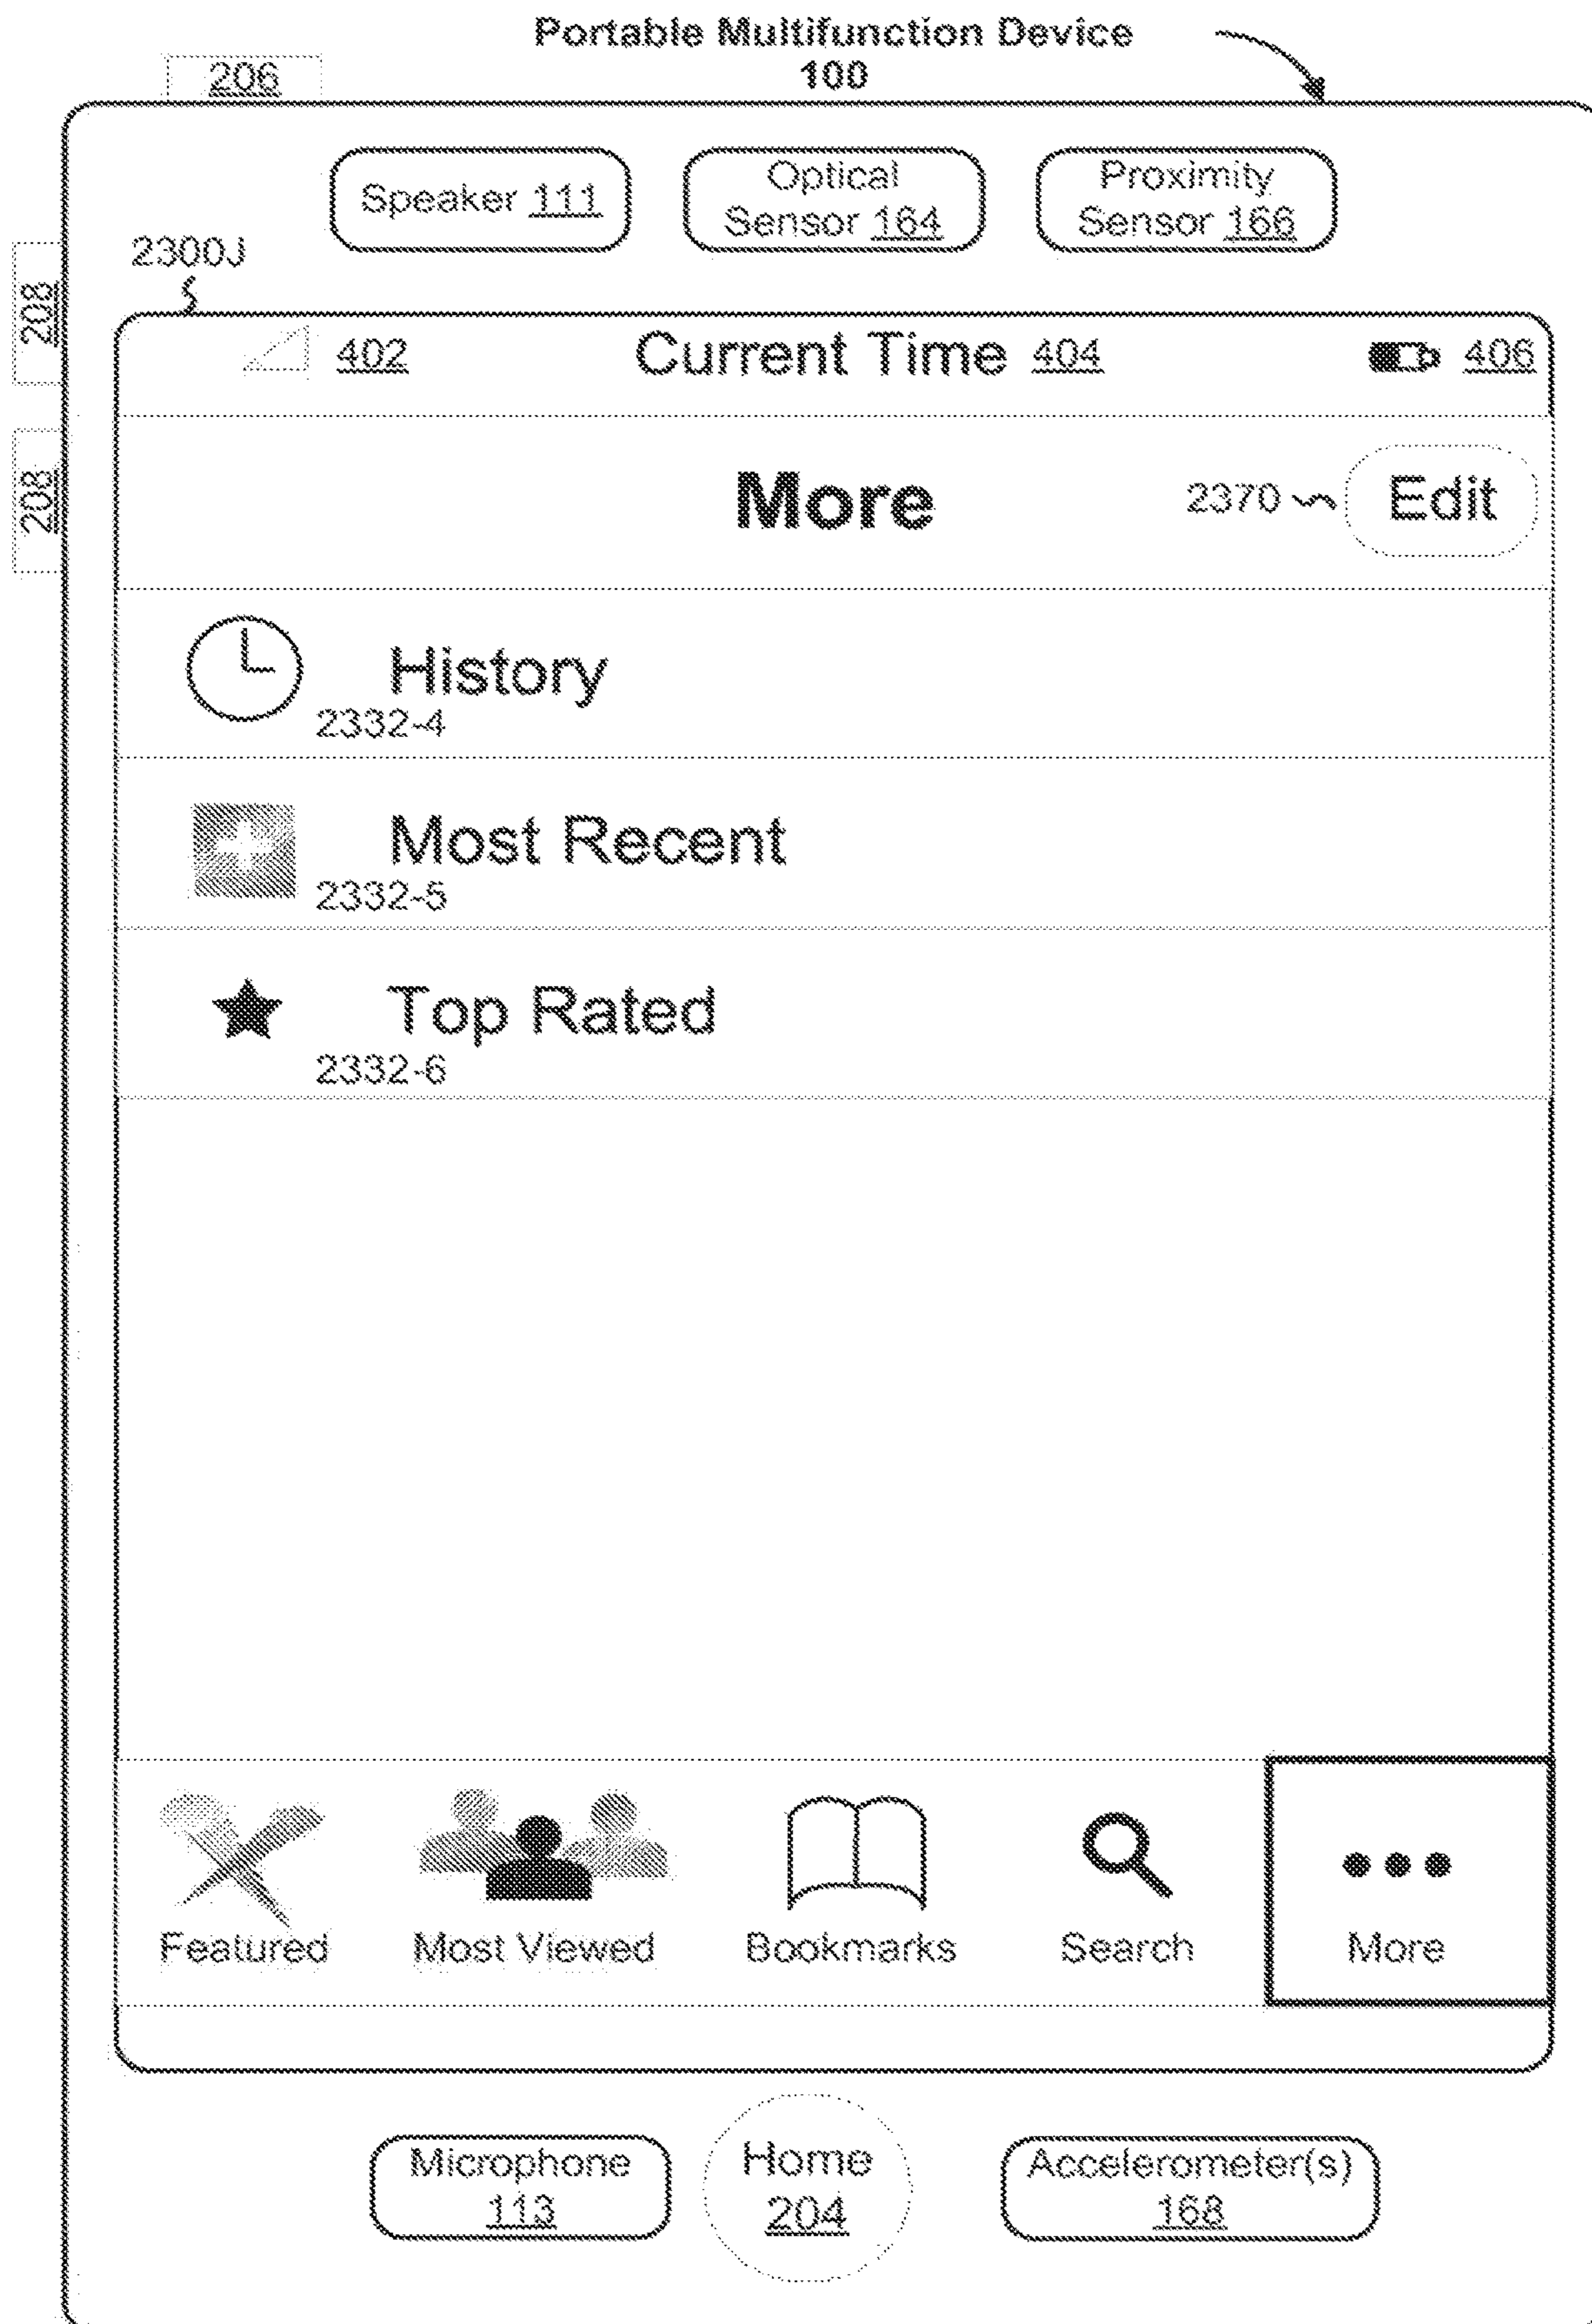 Portable Multifunction Device
100
206
Speaker 111
Optical
Sensor 164
Proximity
Sensor 166
2300J
208
208
402
Current Time 404
406
More
2370
Edit
History
2332-4
Most Recent
2332-5
Top Rated
2332-6
Featured
Most Viewed
Bookmarks
Search
More
Microphone
113
Home
204
Accelerometer(s)
168